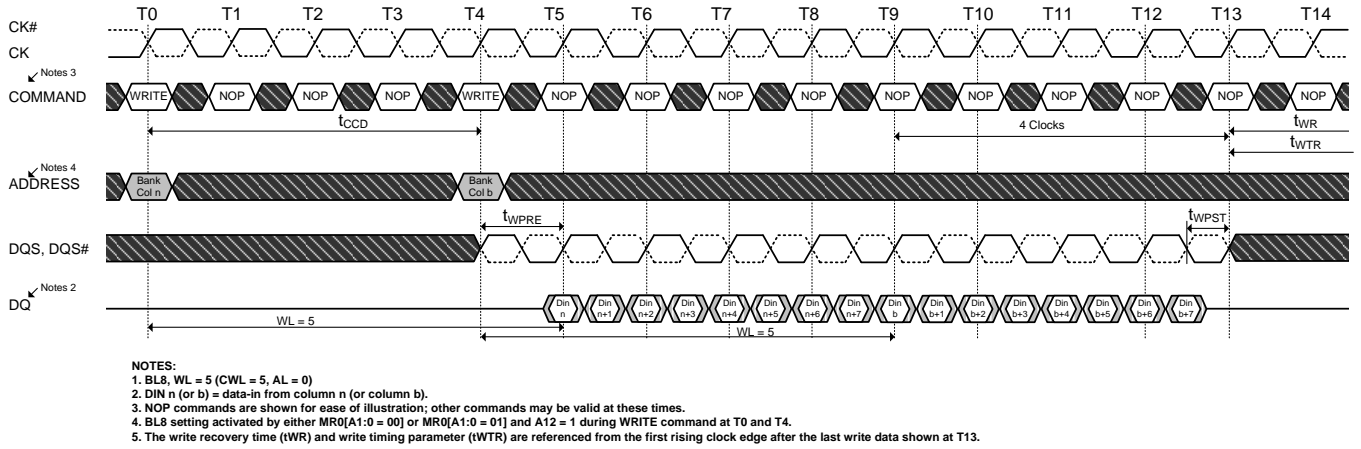 T0 T1 T2 T3 T4 T5 T6 T7 T8 T9 T10 T11 T12 T13 T14
CK#
CK
Notes 3
COMMAND
WRITE NOP NOP NOP WRITE NOP NOP NOP NOP NOP NOP NOP NOP NOP NOP
tCCD
4 Clocks
tWR
tWTR
Notes 4
ADDRESS
Bank Bank
Col n Col b
tWPRE
tWPST
DQS, DQS#
Notes 2
DQ
Din Din Din Din Din Din Din Din Din Din Din Din Din Din Din Din
n n+1 n+2 n+3 n+4 n+5 n+6 n+7 b b+1 b+2 b+3 b+4 b+5 b+6 b+7
WL = 5
WL = 5
NOTES:
1. BL8, WL = 5 (CWL = 5, AL = 0)
2. DIN n (or b) = data-in from column n (or column b).
3. NOP commands are shown for ease of illustration; other commands may be valid at these times.
4. BL8 setting activated by either MR0[A1:0 = 00] or MR0[A1:0 = 01] and A12 = 1 during WRITE command at T0 and T4.
5. The write recovery time (tWR) and write timing parameter (tWTR) are referenced from the first rising clock edge after the last write data shown at T13.